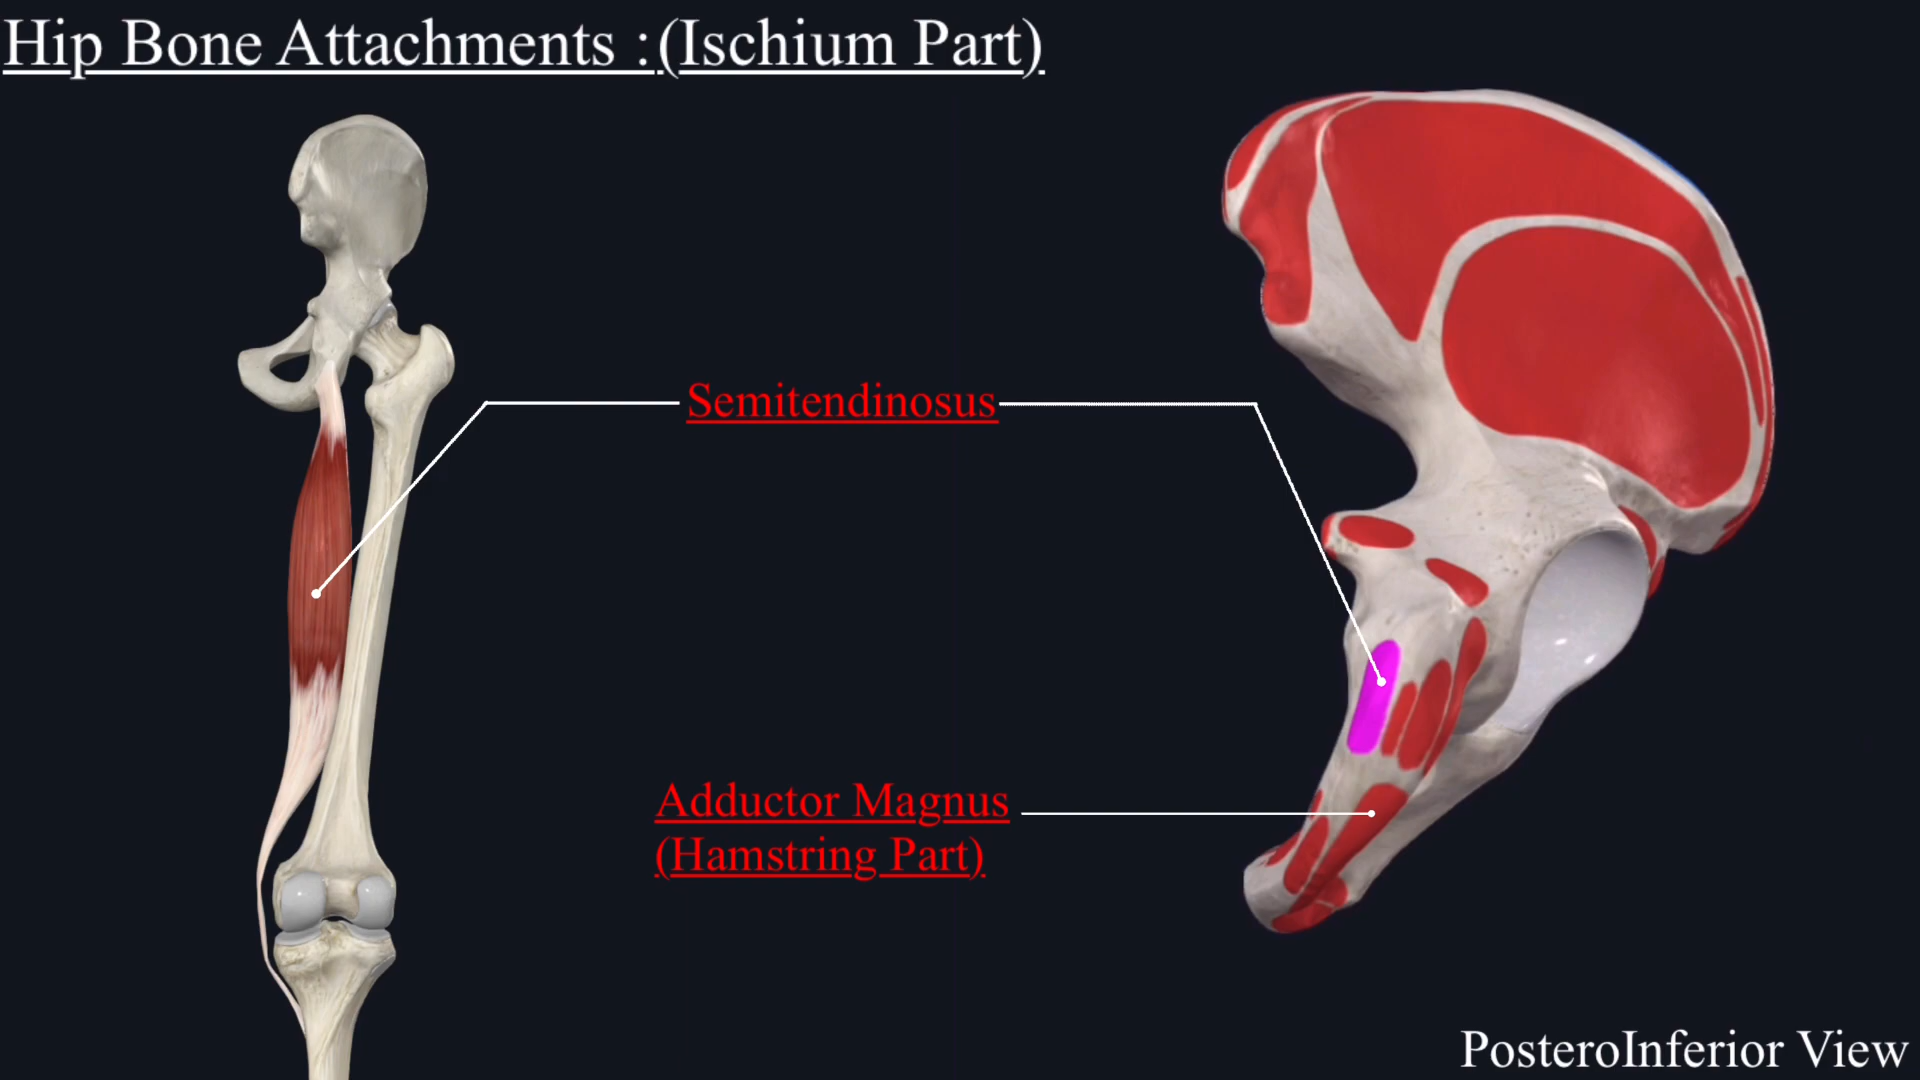 Hip Bone Attachments :(Ischium Part)
Semitendinosus
Adductor Magnus
(Hamstring Part)
PosteroInferior View